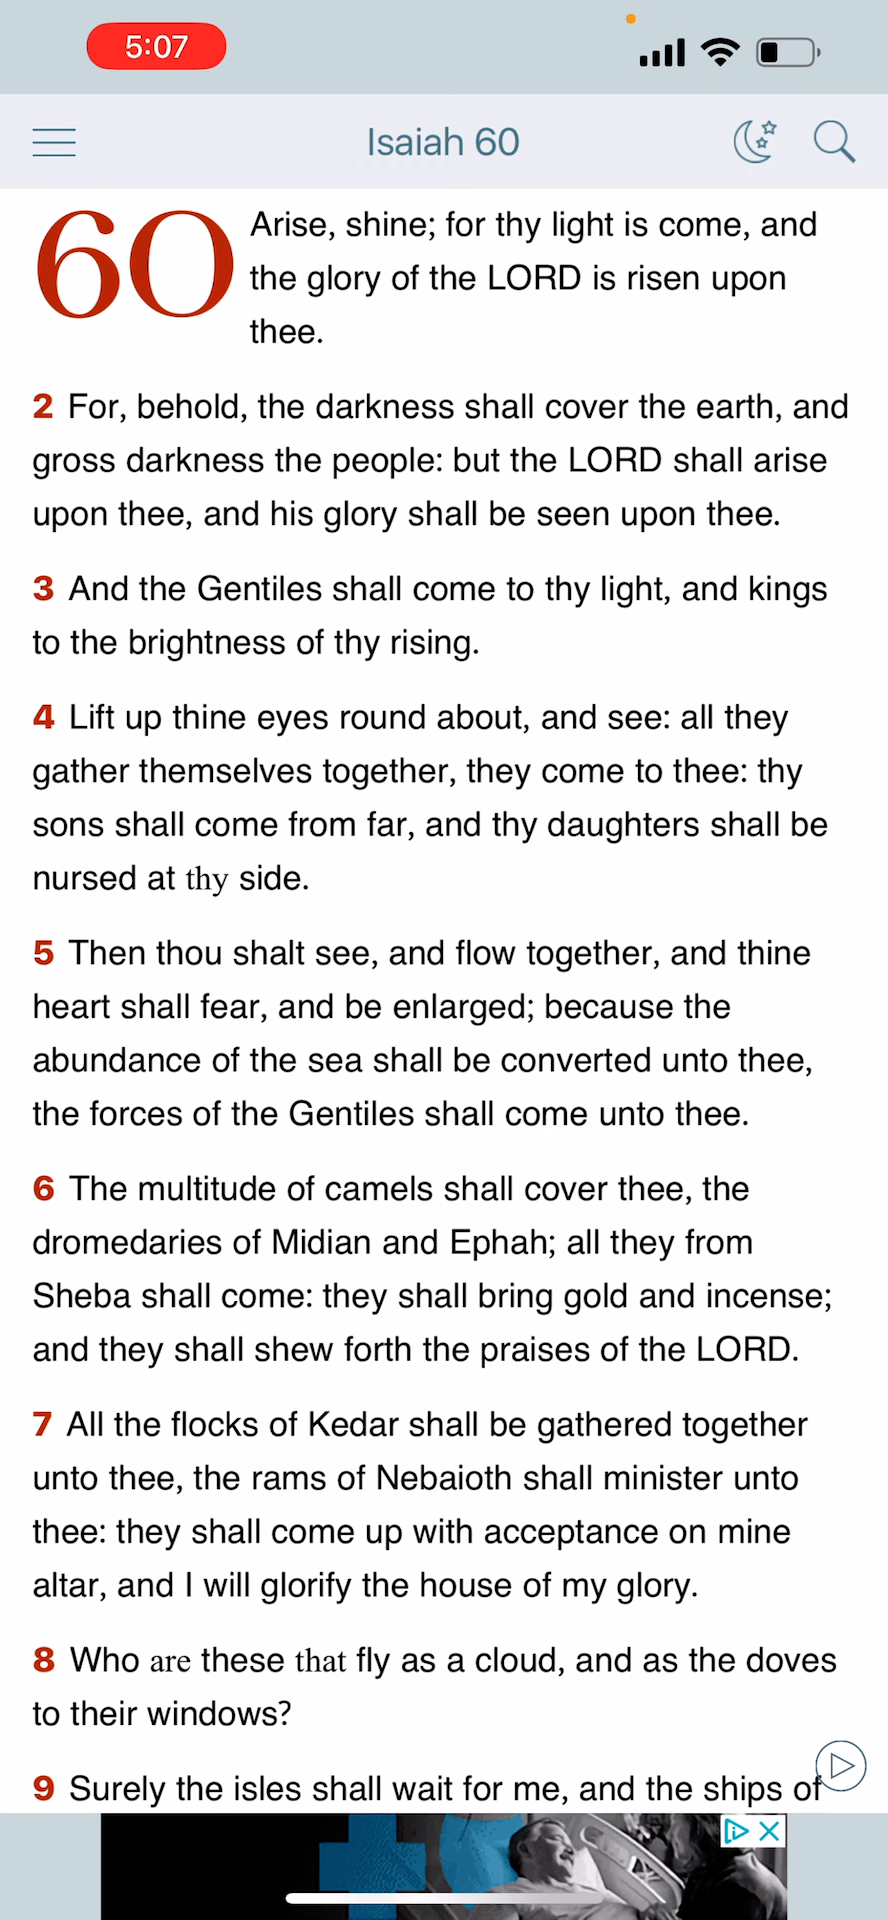 5:07
Isaiah 60
60 Arise, shine; for thy light is come, and
the glory of the LORD is risen upon
thee.
2 For, behold, the darkness shall cover the earth, and
gross darkness the people: but the LORD shall arise
upon thee, and his glory shall be seen upon thee.
3 And the Gentiles shall come to thy light, and kings
to the brightness of thy rising.
4 Lift up thine eyes round about, and see: all they
gather themselves together, they come to thee: thy
sons shall come from far, and thy daughters shall be
nursed at thy side.
5 Then thou shalt see, and flow together, and thine
heart shall fear, and be enlarged; because the
abundance of the sea shall be converted unto thee,
the forces of the Gentiles shall come unto thee.
6 The multitude of camels shall cover thee, the
dromedaries of Midian and Ephah; all they from
Sheba shall come: they shall bring gold and incense;
and they shall shew forth the praises of the LORD.
7 All the flocks of Kedar shall be gathered together
unto thee, the rams of Nebaioth shall minister unto
thee: they shall come up with acceptance on mine
altar, and I will glorify the house of my glory.
8 Who are these that fly as a cloud, and as the doves
to their windows?
9 Surely the isles shall wait for me, and the ships of